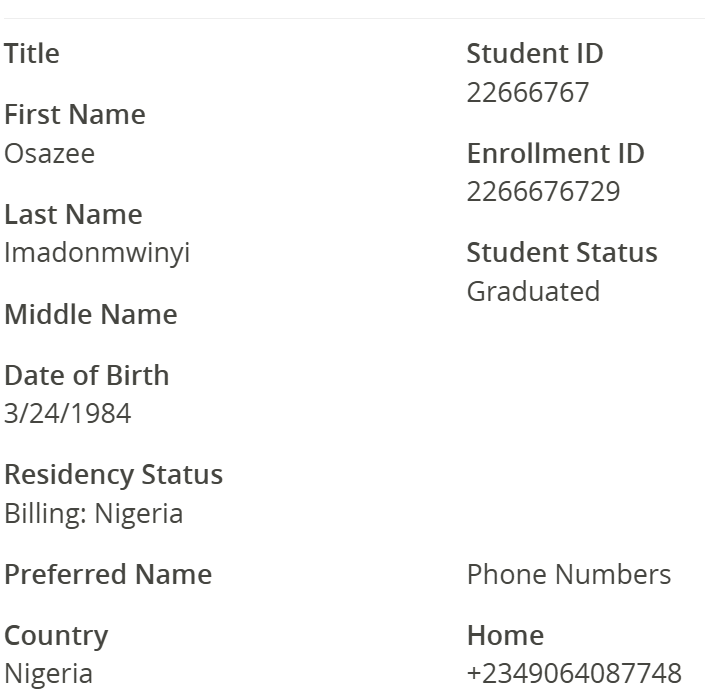 Title
First Name
Osazee
Last Name
Imadonmwinyi
Middle Name
Date of Birth
3/24/1984
Residency Status
Billing: Nigeria
Preferred Name
Country
Nigeria
Student ID
22666767
Enrollment ID
2266676729
Student Status
Graduated
Phone Numbers
Home
+2349064087748